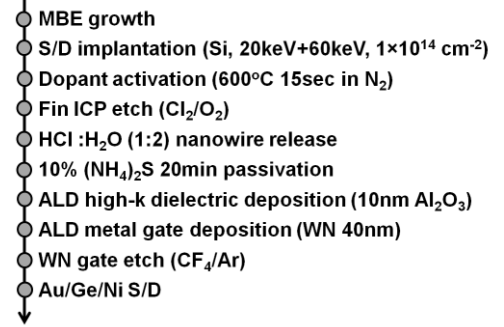 MBE growth
S/D implantation (Si, 20keV+60keV, 1×10¹⁴ cm⁻²)
Dopant activation (600°C 15sec in N₂)
Fin ICP etch (Cl₂/O₂)
HCl :H₂O (1:2) nanowire release
10% (NH₄)₂S 20min passivation
ALD high-k dielectric deposition (10nm Al₂O₃)
ALD metal gate deposition (WN 40nm)
WN gate etch (CF₄/Ar)
Au/Ge/Ni S/D